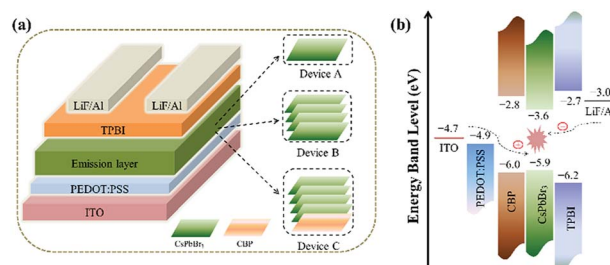 (a)
LiF/Al
LiF/Al
TPBI
Emission layer
PEDOT:PSS
ITO
CsPbBr₃
CBP
Device A
Device B
Device C
(b)
Energy Band Level (eV)
−4.7
ITO
−4.9
PEDOT:PSS
−2.8
−6.0
CBP
−3.6
−5.9
CsPbBr₃
−2.7
−6.2
TPBI
−3.0
LiF/A